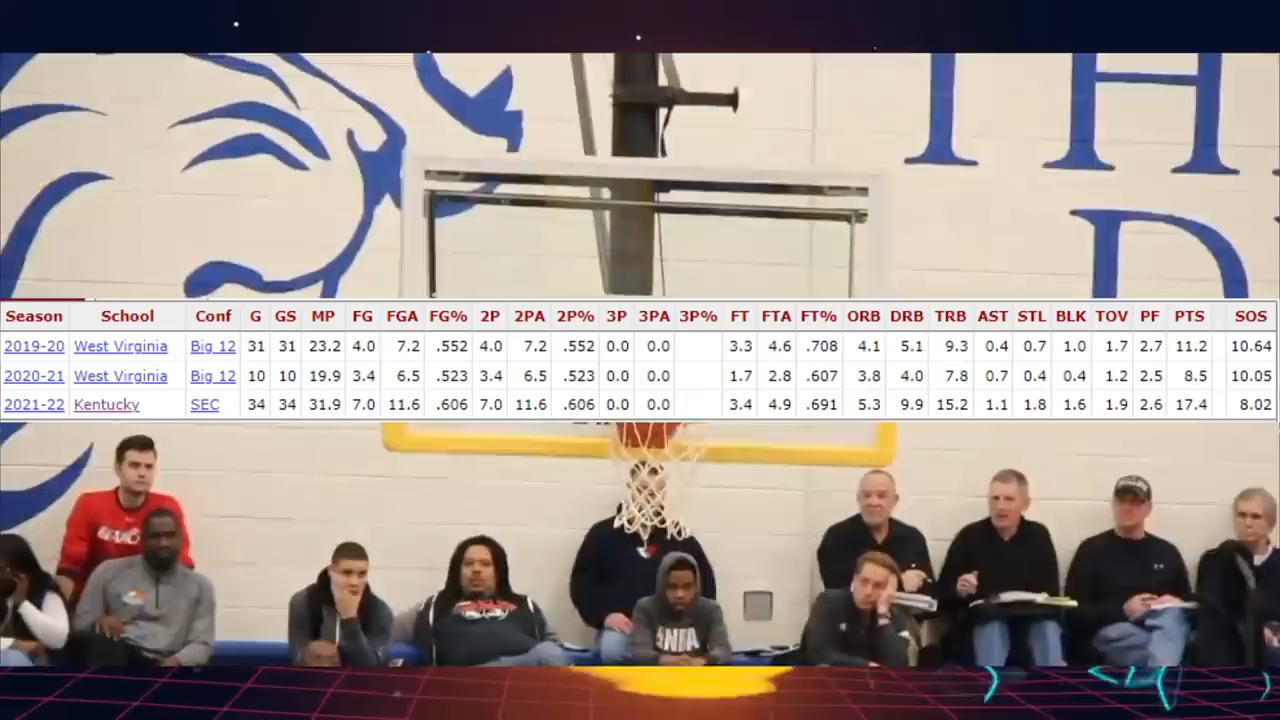 TH
D
Season School Conf G GS MP FG FGA FG% 2P 2PA 2P% 3P 3PA 3P% FT FTA FT% ORB DRB TRB AST STL BLK TOV PF PTS SOS
2019-20 West Virginia Big 12 31 31 23.2 4.0 7.2 .552 4.0 7.2 .552 0.0 0.0 3.3 4.6 .708 4.1 5.1 9.3 0.4 0.7 1.0 1.7 2.7 11.2 10.64
2020-21 West Virginia Big 12 10 10 19.9 3.4 6.5 .523 3.4 6.5 .523 0.0 0.0 1.7 2.8 .607 3.8 4.0 7.8 0.7 0.4 0.4 1.2 2.5 8.5 10.05
2021-22 Kentucky SEC 34 34 31.9 7.0 11.6 .606 7.0 11.6 .606 0.0 0.0 3.4 4.9 .691 5.3 9.9 15.2 1.1 1.8 1.6 1.9 2.6 17.4 8.02